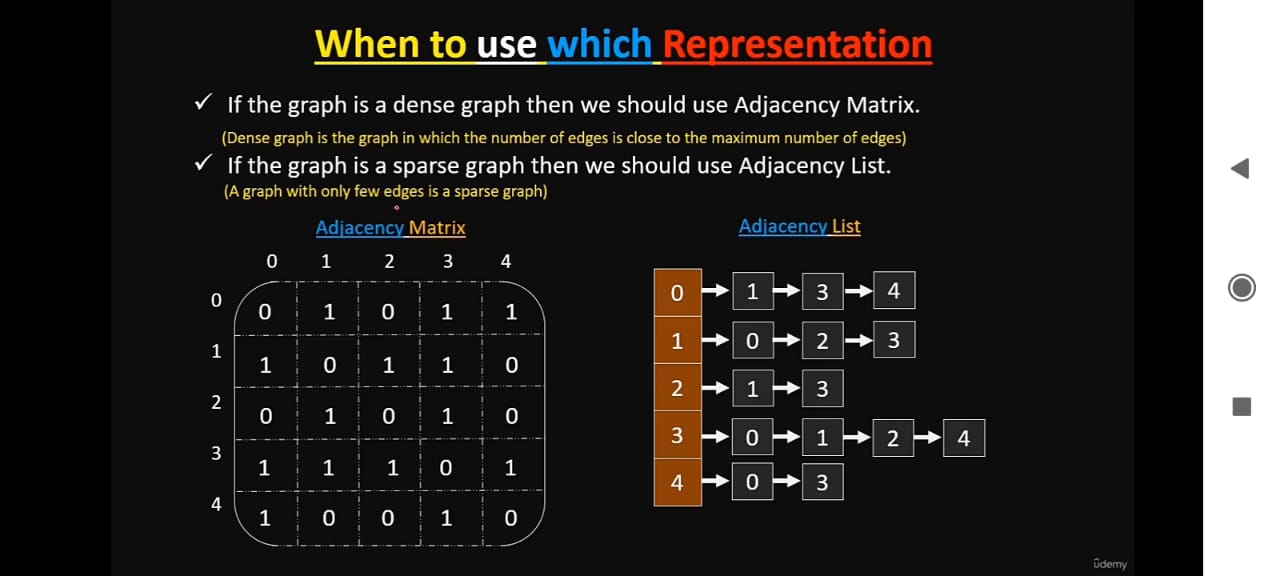 When to use which Representation
✓ If the graph is a dense graph then we should use Adjacency Matrix.
(Dense graph is the graph in which the number of edges is close to the maximum number of edges)
✓ If the graph is a sparse graph then we should use Adjacency List.
(A graph with only few edges is a sparse graph)
Adjacency Matrix
0 1 2 3 4
0 0 1 0 1 1
1 1 0 1 1 0
2 0 1 0 1 0
3 1 1 1 0 1
4 1 0 0 1 0
Adjacency List
0 1 3 4
1 0 2 3
2 1 3
3 0 1 2 4
4 0 3
ûdemy